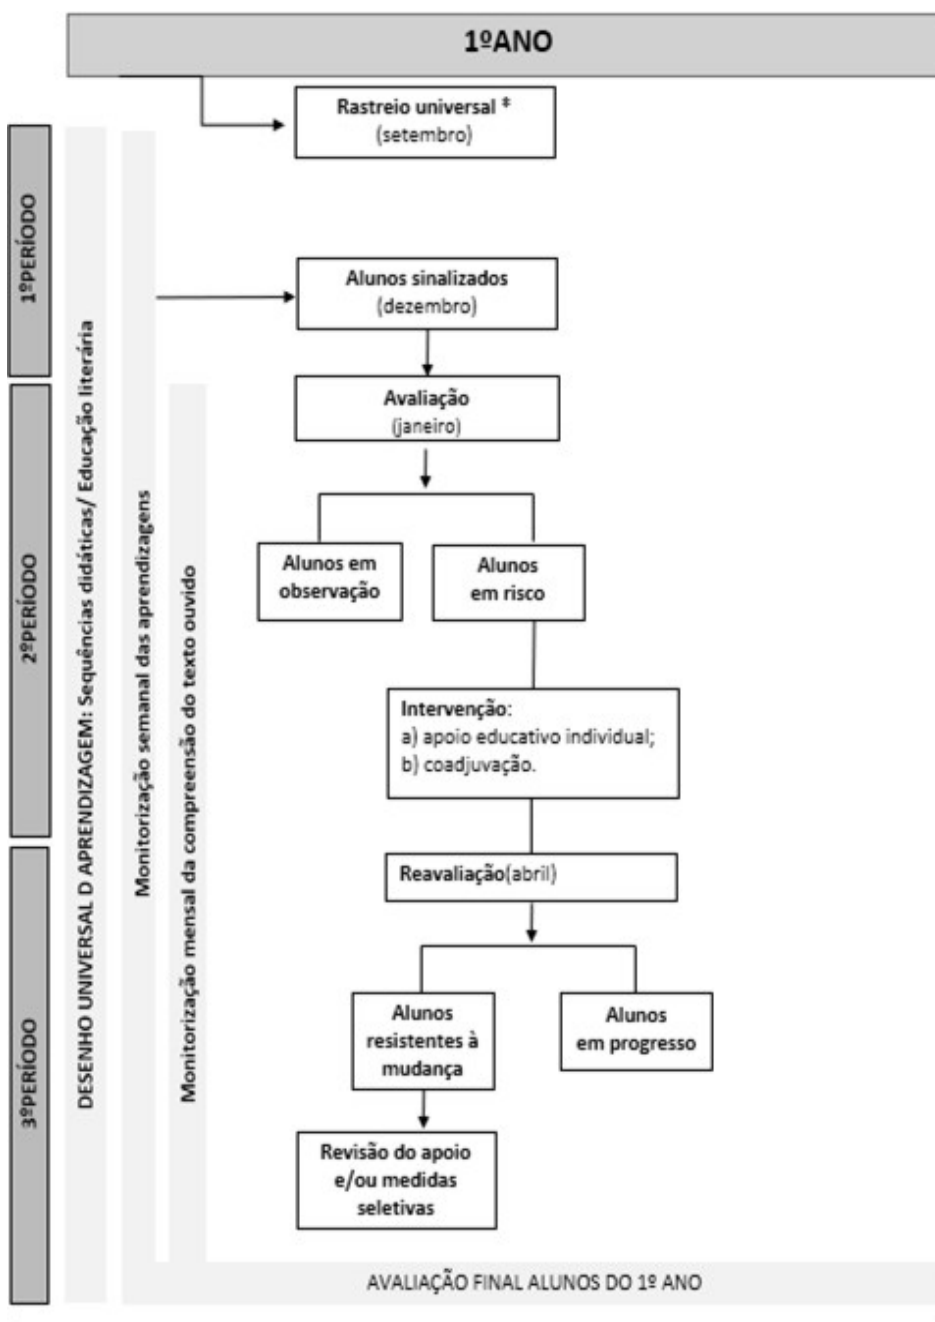 1ºANO
Rastreio universal *
(setembro)
1ºPERÍODO
2ºPERÍODO
3ºPERÍODO
DESENHO UNIVERSAL D APRENDIZAGEM: Sequências didáticas/ Educação literária
Monitorização semanal das aprendizagens
Monitorização mensal da compreensão do texto ouvido
Alunos sinalizados
(dezembro)
Avaliação
(janeiro)
Alunos em
observação
Alunos
em risco
Intervenção:
a) apoio educativo individual;
b) coadjuvação.
Reavaliação(abril)
Alunos
resistentes à
mudança
Alunos
em progresso
Revisão do apoio
e/ou medidas
seletivas
AVALIAÇÃO FINAL ALUNOS DO 1º ANO